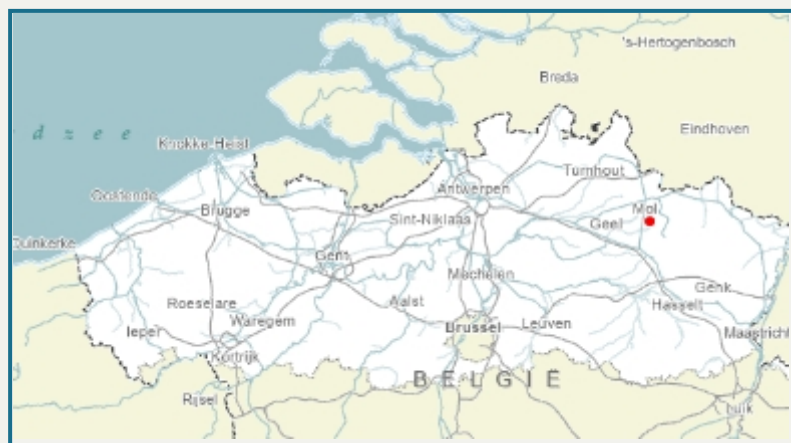 's-Hertogenbosch
Breda
d z e e
Eindhoven
Knokke-Heist
Turnhout
Antwerpen
Oostende
Mol
Brugge
Sint-Niklaas
Geel
Duinkerke
Gent
Mechelen
Genk
Roeselare
Aalst
Hasselt
Waregem
Brussel
Leuven
Ieper
Maastricht
Kortrijk
BELGIË
Rijsel
Luik